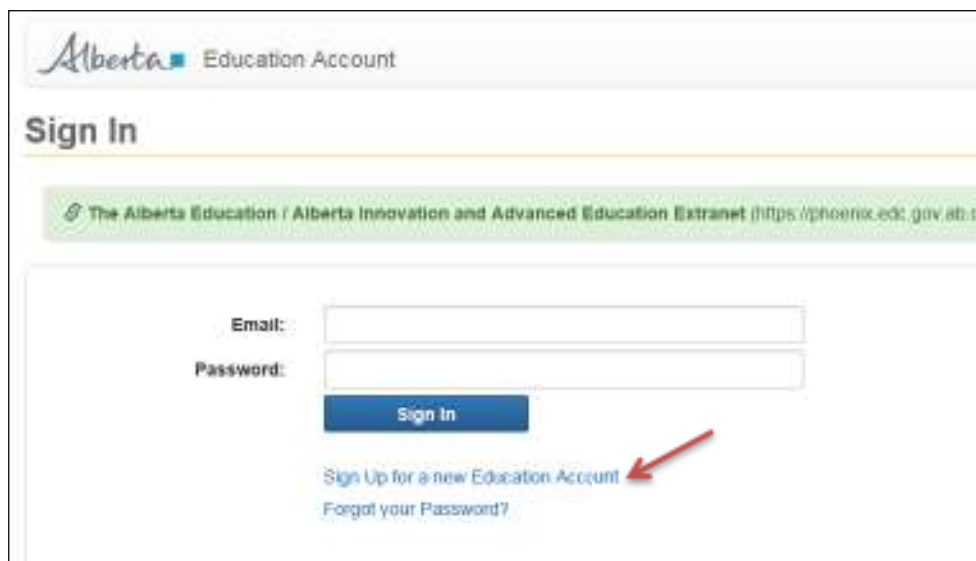 Alberta Education Account
Sign In
The Alberta Education / Alberta Innovation and Advanced Education Extranet (https://phoenix.edc.gov.ab.c
Email:
Password:
Sign In
Sign Up for a new Education Account
Forgot your Password?